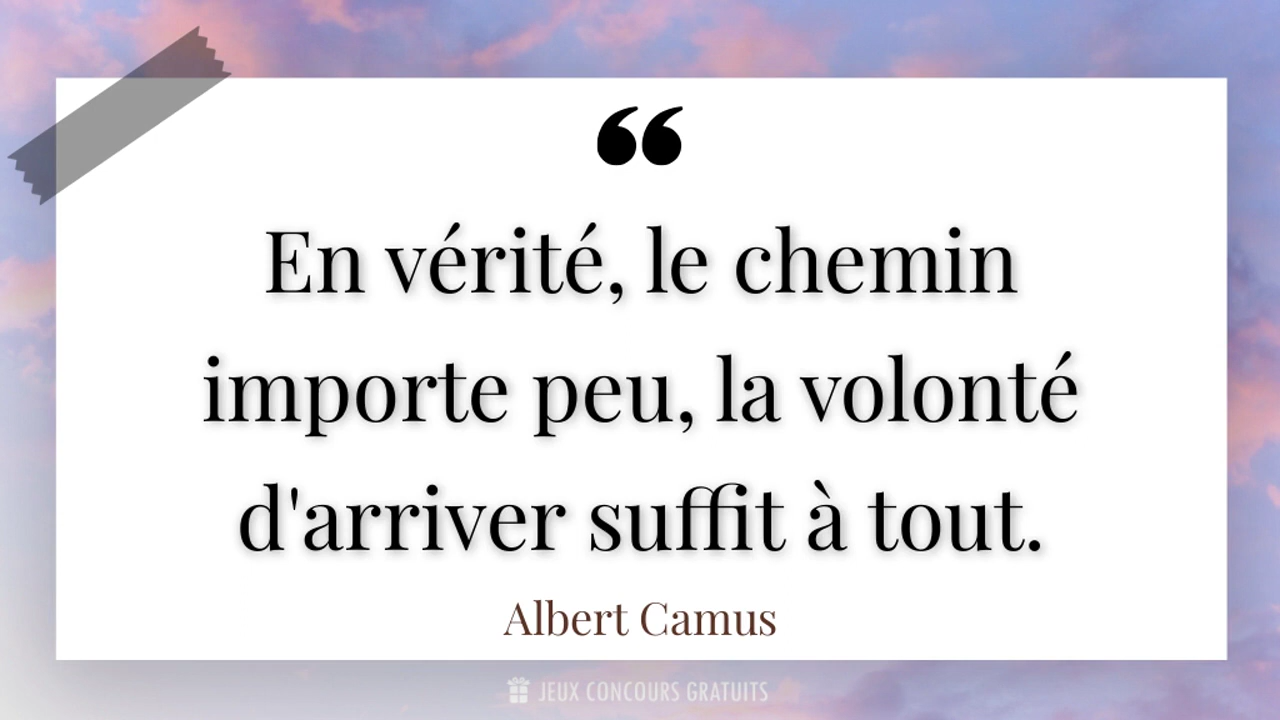 “
En vérité, le chemin
importe peu, la volonté
d'arriver suffit à tout.
Albert Camus
JEUX CONCOURS GRATUITS